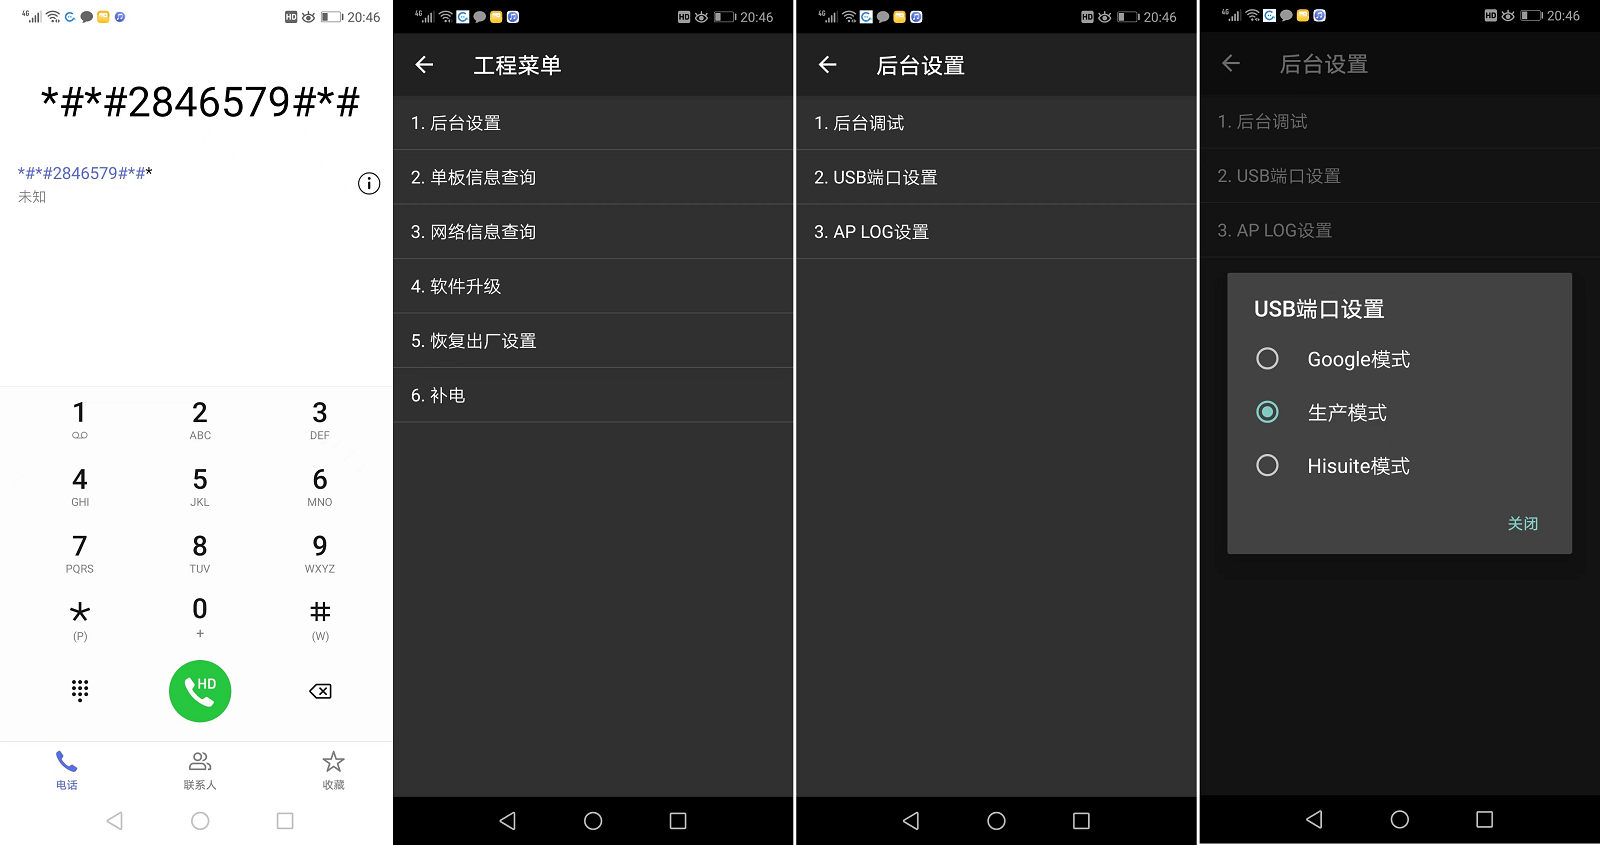 4G
HD
20:46
*#*#2846579#*#
*#*#2846579#*#*
未知
1
2
ABC
3
DEF
4
GHI
5
JKL
6
MNO
7
PQRS
8
TUV
9
WXYZ
*
(P)
0
+
#
(W)
HD
电话
联系人
收藏
4G
HD
20:46
工程菜单
1. 后台设置
2. 单板信息查询
3. 网络信息查询
4. 软件升级
5. 恢复出厂设置
6. 补电
4G
HD
20:46
后台设置
1. 后台调试
2. USB端口设置
3. AP LOG设置
4G
HD
20:46
后台设置
1. 后台调试
2. USB端口设置
3. AP LOG设置
USB端口设置
Google模式
生产模式
Hisuite模式
关闭